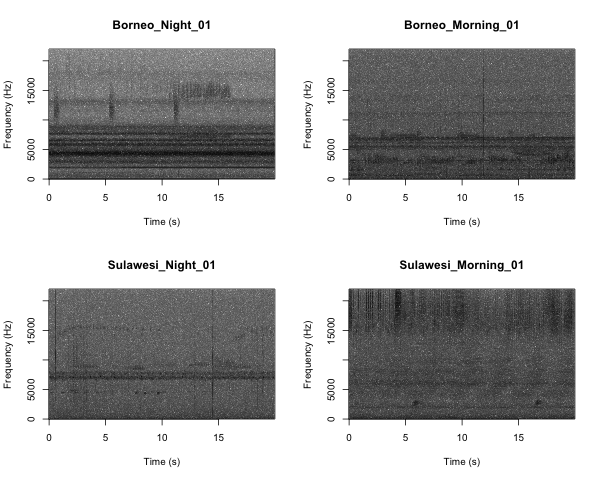 Borneo_Night_01
Borneo_Morning_01
Frequency (Hz)
0 5000 15000
0 5 10 15
Time (s)
Frequency (Hz)
0 5000 15000
0 5 10 15
Time (s)
Sulawesi_Night_01
Sulawesi_Morning_01
Frequency (Hz)
0 5000 15000
0 5 10 15
Time (s)
Frequency (Hz)
0 5000 15000
0 5 10 15
Time (s)